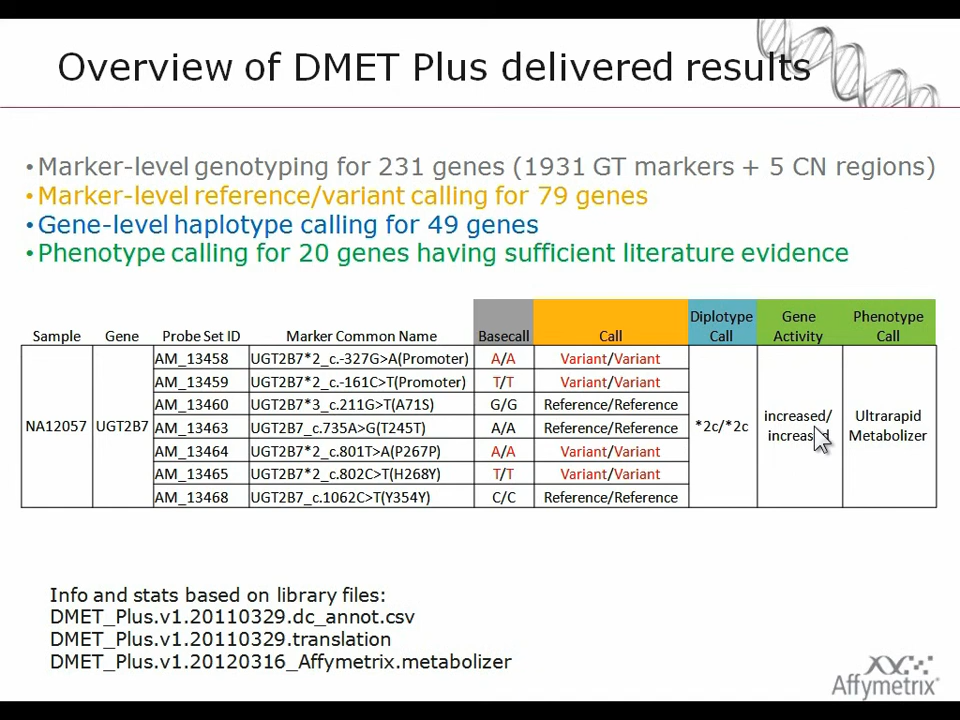 Overview of DMET Plus delivered results
•Marker-level genotyping for 231 genes (1931 GT markers + 5 CN regions)
•Marker-level reference/variant calling for 79 genes
•Gene-level haplotype calling for 49 genes
•Phenotype calling for 20 genes having sufficient literature evidence
Sample Gene Probe Set ID Marker Common Name Basecall Call Diplotype Call Gene Activity Phenotype Call
AM_13458 UGT2B7*2_c.-327G>A(Promoter) A/A Variant/Variant
AM_13459 UGT2B7*2_c.-161C>T(Promoter) T/T Variant/Variant
AM_13460 UGT2B7*3_c.211G>T(A71S) G/G Reference/Reference
NA12057 UGT2B7 AM_13463 UGT2B7_c.735A>G(T245T) A/A Reference/Reference *2c/*2c increased/ Ultrarapid Metabolizer
AM_13464 UGT2B7*2_c.801T>A(P267P) A/A Variant/Variant
AM_13465 UGT2B7*2_c.802C>T(H268Y) T/T Variant/Variant
AM_13468 UGT2B7_c.1062C>T(Y354Y) C/C Reference/Reference
Info and stats based on library files:
DMET_Plus.v1.20110329.dc_annot.csv
DMET_Plus.v1.20110329.translation
DMET_Plus.v1.20120316_Affymetrix.metabolizer
Affymetrix